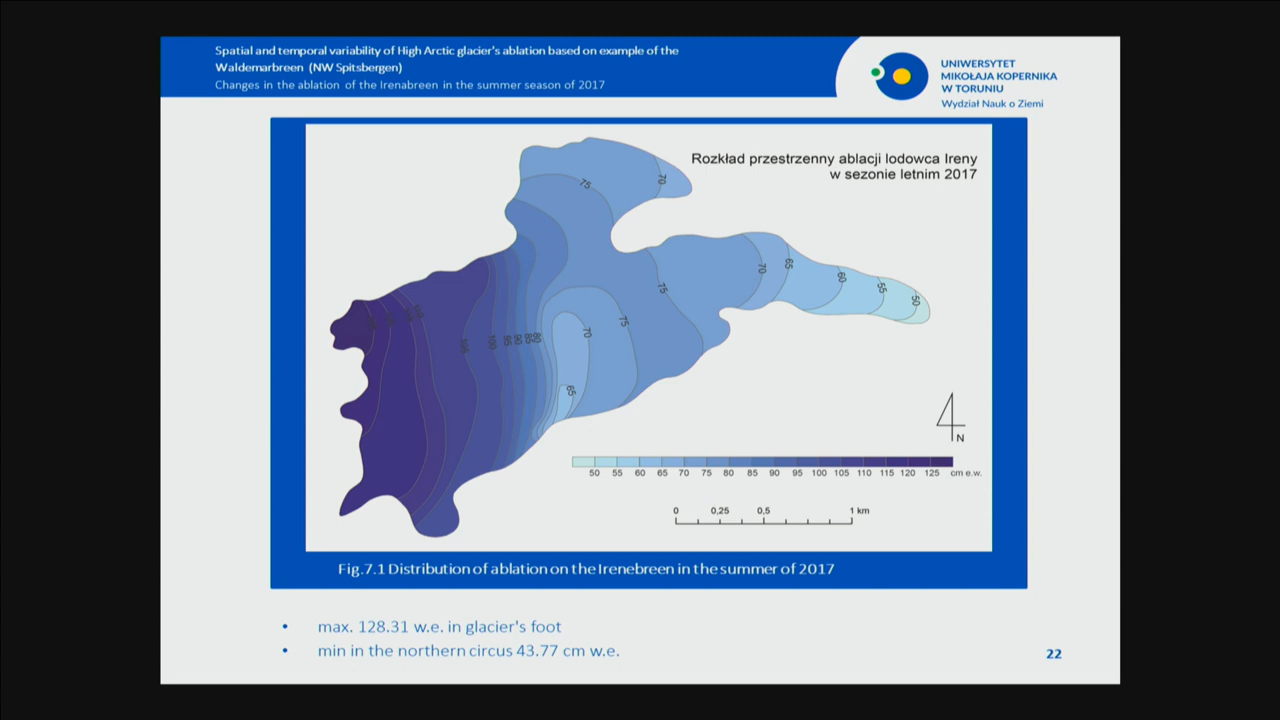 Spatial and temporal variability of High Arctic glacier's ablation based on example of the
Waldemarbreen (NW Spitsbergen)
Changes in the ablation of the Irenabreen in the summer season of 2017
UNIWERSYTET
MIKOŁAJA KOPERNIKA
W TORUNIU
Wydział Nauk o Ziemi
Rozkład przestrzenny ablacji lodowca Ireny
w sezonie letnim 2017
75
70
75
70
65
60
55
50
75
70
65
100
95
90
85
80
N
50 55 60 65 70 75 80 85 90 95 100 105 110 115 120 125 cm e.w.
0 0,25 0,5 1 km
Fig.7.1 Distribution of ablation on the Irenebreen in the summer of 2017
• max. 128.31 w.e. in glacier's foot
• min in the northern circus 43.77 cm w.e.
22